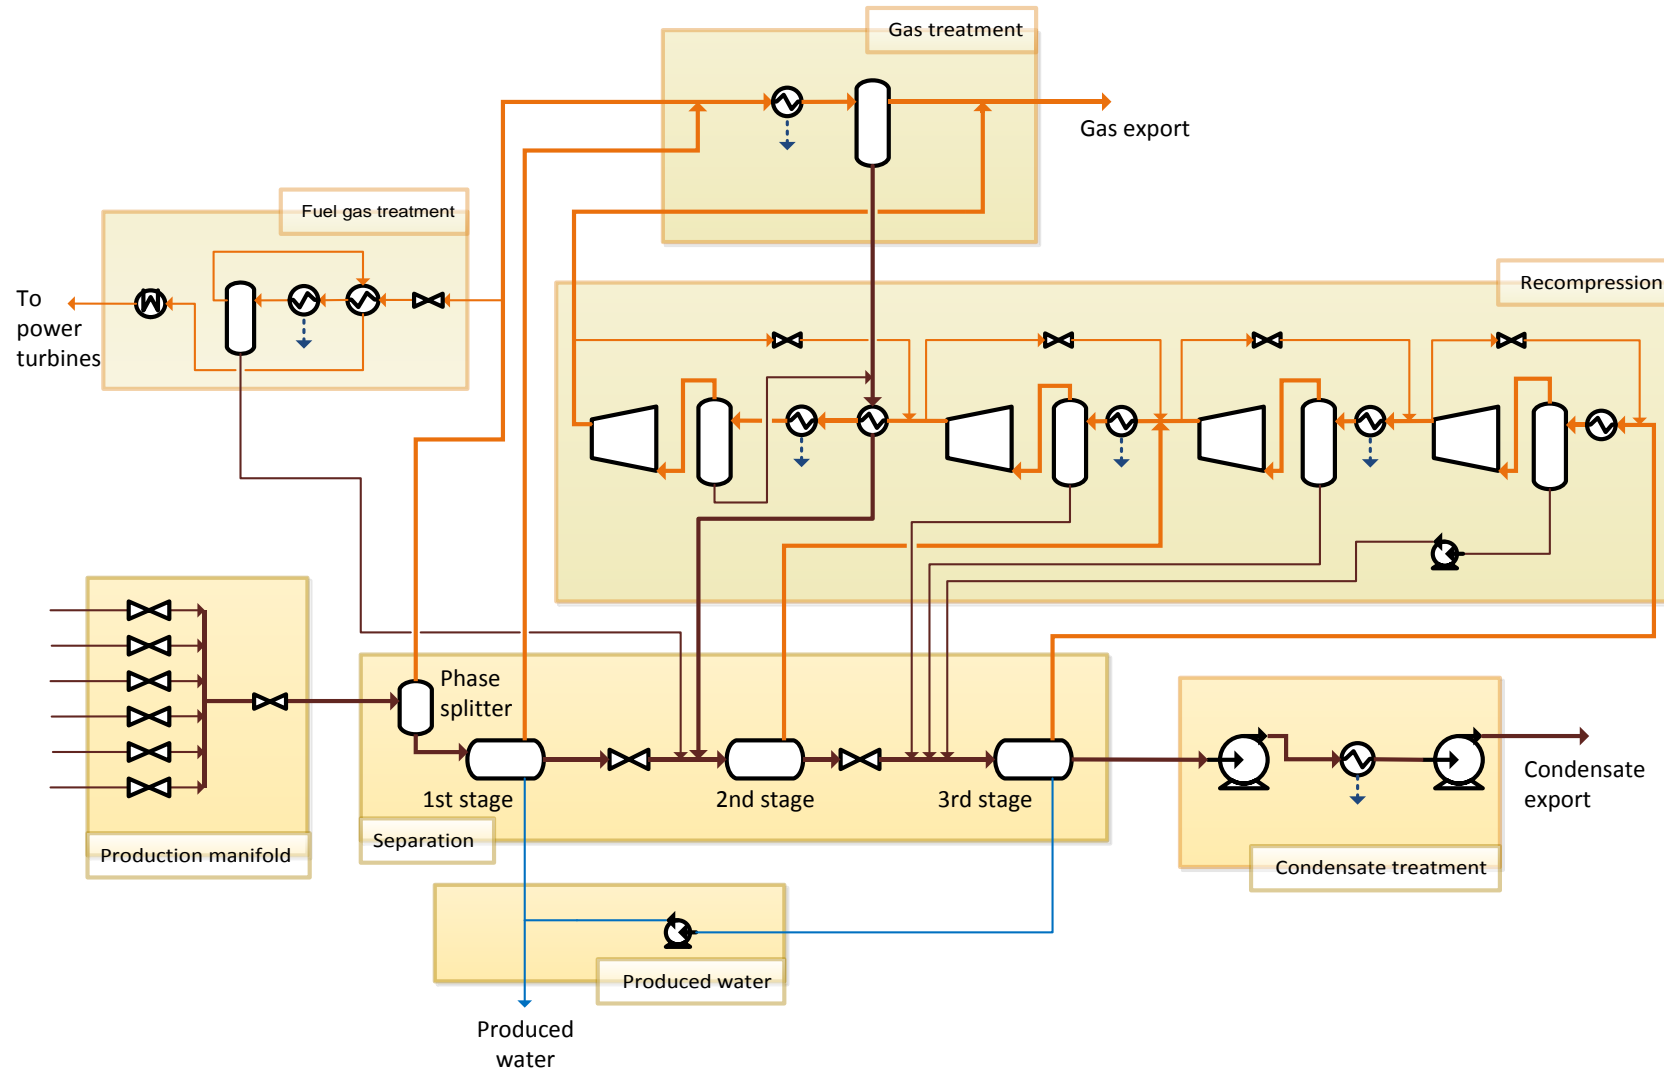 Gas treatment
Gas export
Fuel gas treatment
To
power
turbines
Recompression
Phase
splitter
1st stage
2nd stage
3rd stage
Separation
Production manifold
Condensate
export
Condensate treatment
Produced water
Produced
water